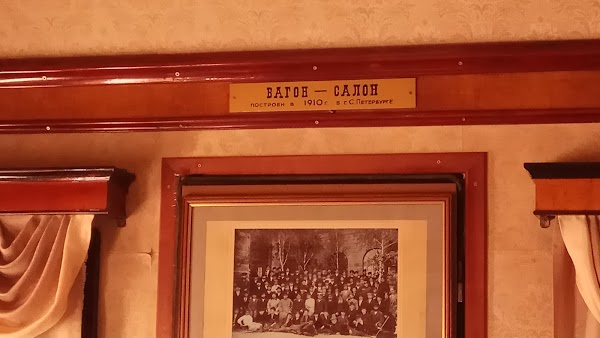 ВАГОН — САЛОН
ПОСТРОЕН В 1910 Г. В Г. С. ПЕТЕРБУРГЕ